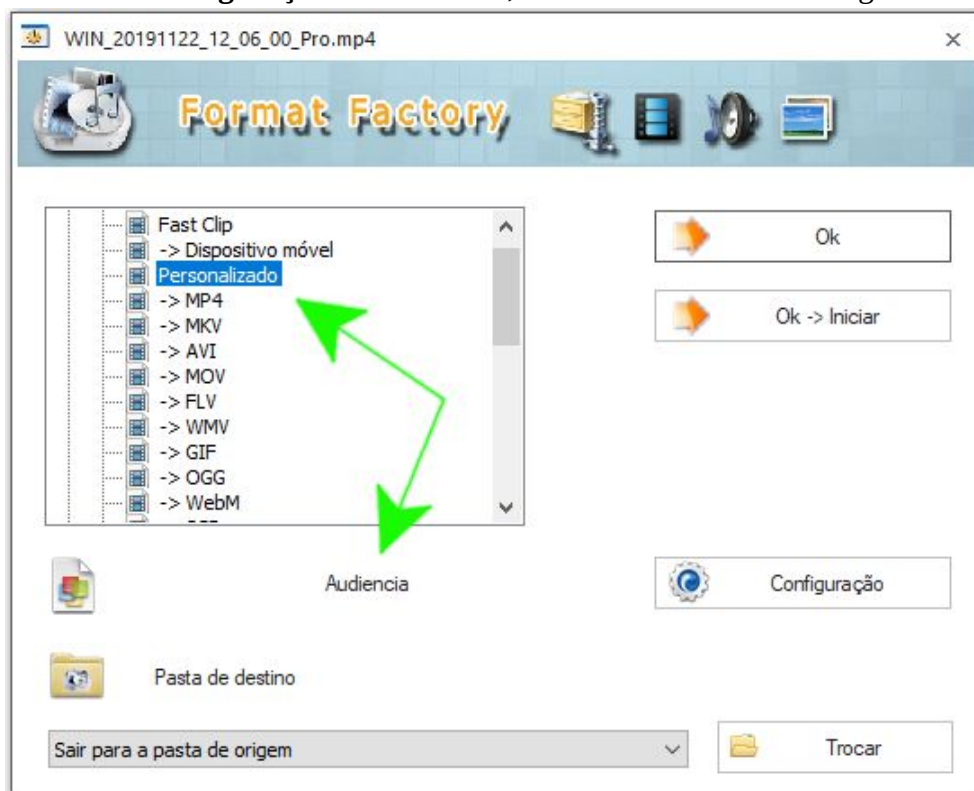 WIN_20191122_12_06_00_Pro.mp4
Format Factory
Fast Clip
-> Dispositivo móvel
Personalizado
-> MP4
-> MKV
-> AVI
-> MOV
-> FLV
-> WMV
-> GIF
-> OGG
-> WebM
Ok
Ok -> Iniciar
Audiencia
Configuração
Pasta de destino
Sair para a pasta de origem
Trocar